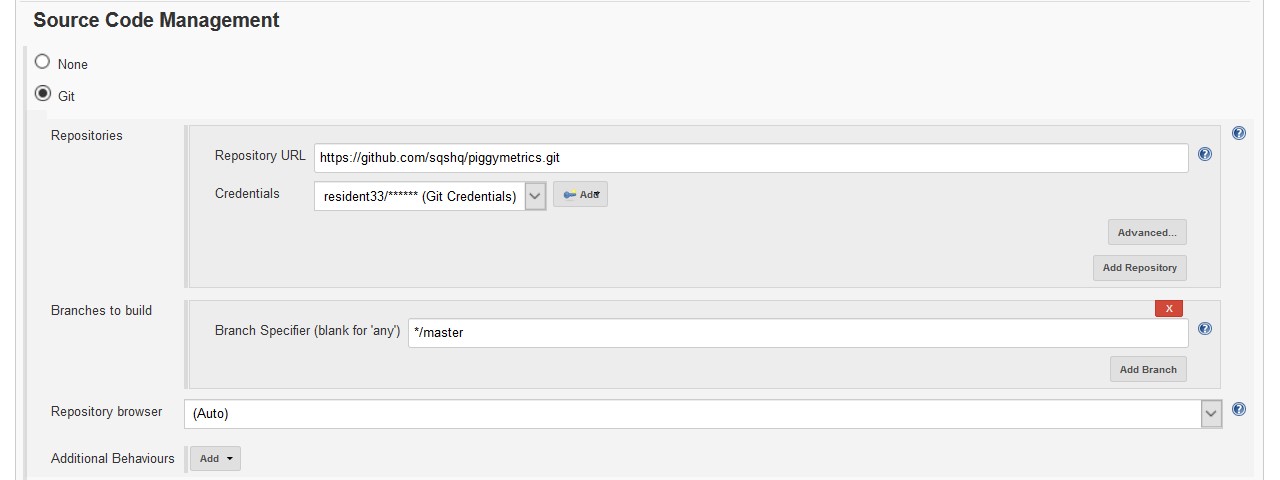 Source Code Management
None
Git
Repositories
Repository URL https://github.com/sqshq/piggymetrics.git
Credentials resident33/****** (Git Credentials) Add
Advanced...
Add Repository
Branches to build
X
Branch Specifier (blank for 'any') */master
Add Branch
Repository browser (Auto)
Additional Behaviours Add